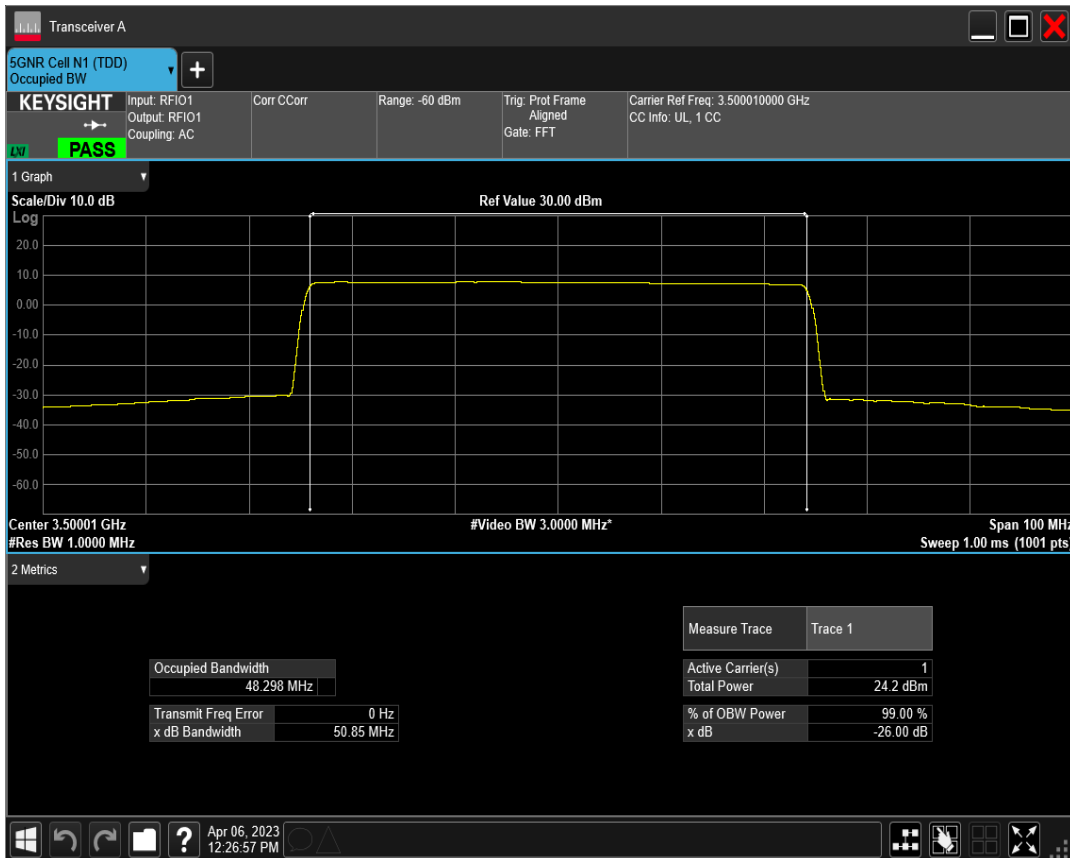 Transceiver A
5GNR Cell N1 (TDD)
Occupied BW
+
KEYSIGHT
LXI
PASS
Input: RFIO1
Output: RFIO1
Coupling: AC
Corr CCorr
Range: -60 dBm
Trig: Prot Frame
Aligned
Gate: FFT
Carrier Ref Freq: 3.500010000 GHz
CC Info: UL, 1 CC
1 Graph
Scale/Div 10.0 dB
Ref Value 30.00 dBm
Log
20.0
10.0
0.00
-10.0
-20.0
-30.0
-40.0
-50.0
-60.0
Center 3.50001 GHz
#Video BW 3.0000 MHz*
Span 100 MHz
#Res BW 1.0000 MHz
Sweep 1.00 ms (1001 pts)
2 Metrics
Measure Trace Trace 1
Occupied Bandwidth
48.298 MHz
Active Carrier(s) 1
Total Power 24.2 dBm
Transmit Freq Error 0 Hz
x dB Bandwidth 50.85 MHz
% of OBW Power 99.00 %
x dB -26.00 dB
?
Apr 06, 2023
12:26:57 PM